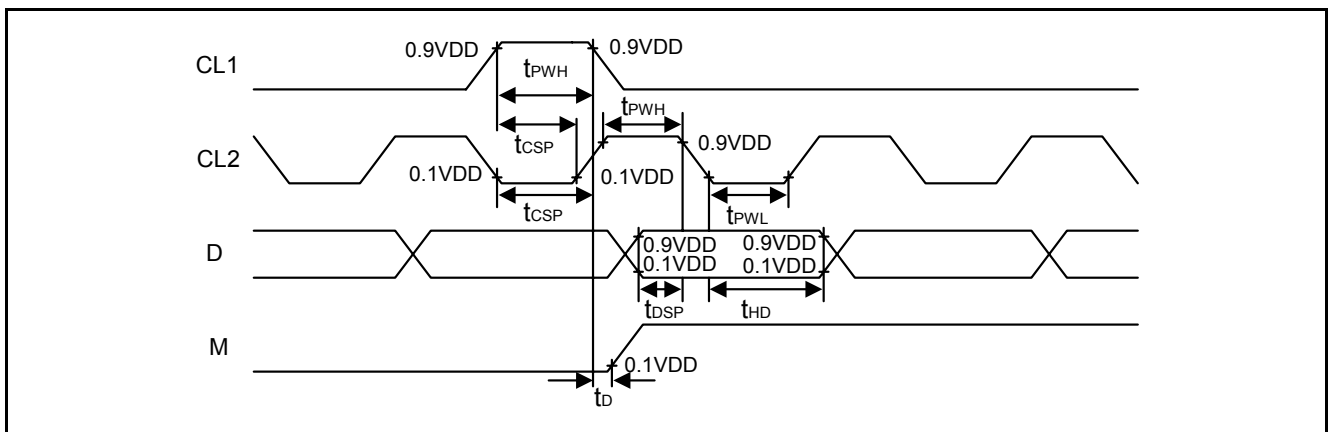 CL1
0.9VDD
0.9VDD
tPWH
tPWH
tCSP
CL2
0.9VDD
0.1VDD
0.1VDD
tCSP
tPWL
D
0.9VDD
0.9VDD
0.1VDD
0.1VDD
tDSP
tHD
M
0.1VDD
tD